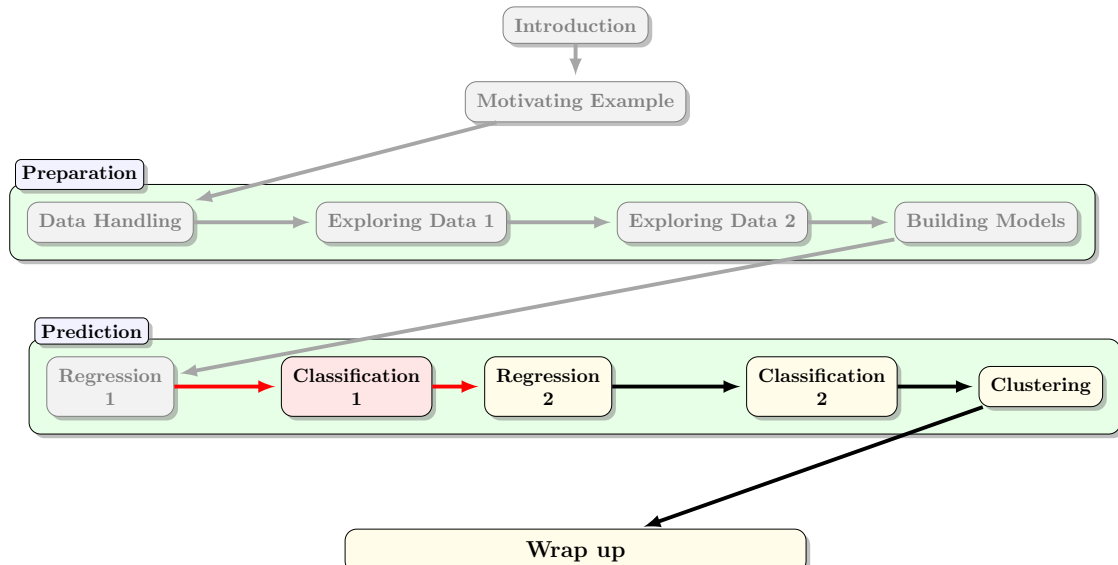 Introduction
Motivating Example
Preparation
Data Handling
Exploring Data 1
Exploring Data 2
Building Models
Prediction
Regression
1
Classification
1
Regression
2
Classification
2
Clustering
Wrap up